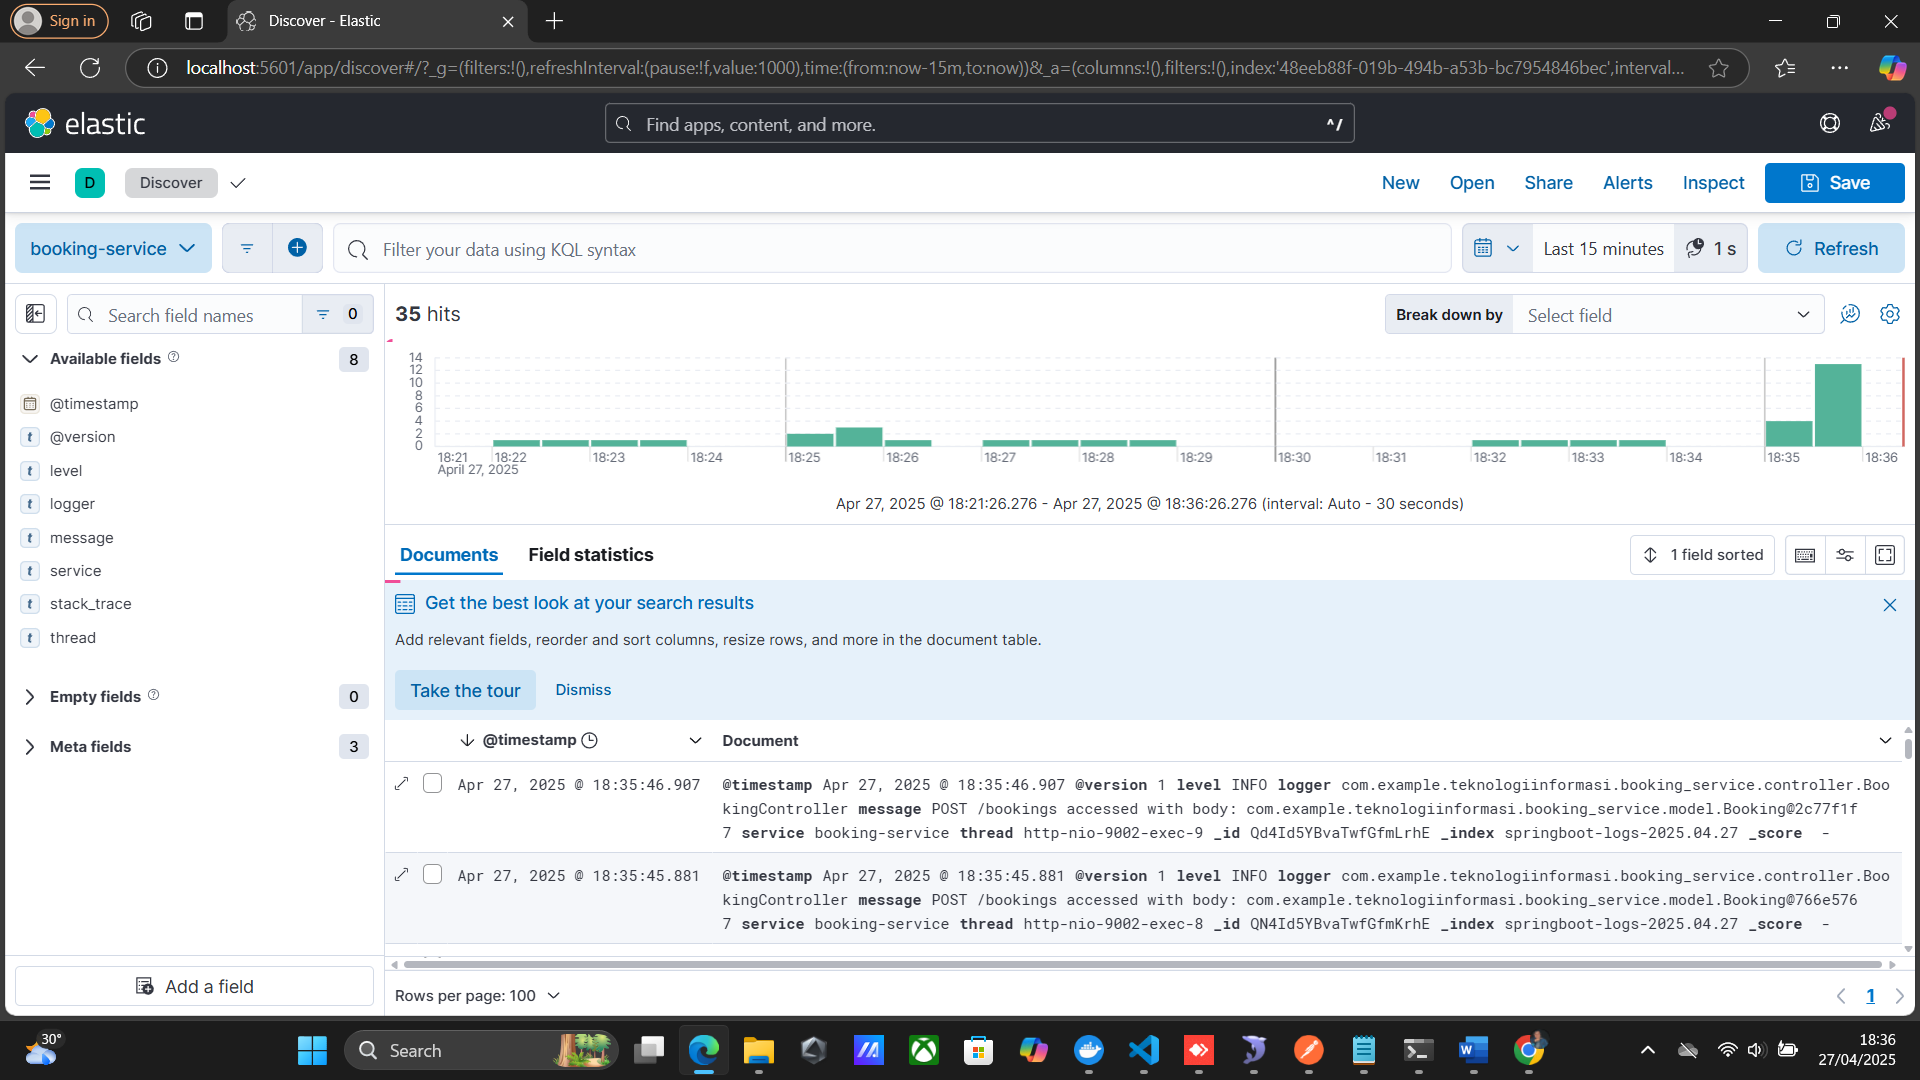 Sign in
Discover - Elastic
localhost:5601/app/discover#/?_g=(filters:!(),refreshInterval:(pause:!f,value:1000),time:(from:now-15m,to:now))&_a=(columns:!(),filters:!(),index:'48eeb88f-019b-494b-a53b-bc7954846bec',interval...
elastic
Find apps, content, and more.
^/
D
Discover
New
Open
Share
Alerts
Inspect
Save
booking-service
Filter your data using KQL syntax
Last 15 minutes
1 s
Refresh
Search field names
0
35 hits
Break down by
Select field
Available fields
8
@timestamp
t @version
t level
t logger
t message
t service
t stack_trace
t thread
Empty fields
0
Meta fields
3
Add a field
14
12
10
8
6
4
2
0
18:21 18:22 18:23 18:24 18:25 18:26 18:27 18:28 18:29 18:30 18:31 18:32 18:33 18:34 18:35 18:36
April 27, 2025
Apr 27, 2025 @ 18:21:26.276 - Apr 27, 2025 @ 18:36:26.276 (interval: Auto - 30 seconds)
Documents
Field statistics
1 field sorted
Get the best look at your search results
Add relevant fields, reorder and sort columns, resize rows, and more in the document table.
Take the tour
Dismiss
@timestamp
Document
Apr 27, 2025 @ 18:35:46.907
@timestamp Apr 27, 2025 @ 18:35:46.907 @version 1 level INFO logger com.example.teknologiinformasi.booking_service.controller.Boo
kingController message POST /bookings accessed with body: com.example.teknologiinformasi.booking_service.model.Booking@2c77f1f
7 service booking-service thread http-nio-9002-exec-9 _id Qd4Id5YBvaTwfGfmLrhE _index springboot-logs-2025.04.27 _score -
Apr 27, 2025 @ 18:35:45.881
@timestamp Apr 27, 2025 @ 18:35:45.881 @version 1 level INFO logger com.example.teknologiinformasi.booking_service.controller.Boo
kingController message POST /bookings accessed with body: com.example.teknologiinformasi.booking_service.model.Booking@766e576
7 service booking-service thread http-nio-9002-exec-8 _id QN4Id5YBvaTwfGfmKrhE _index springboot-logs-2025.04.27 _score -
Rows per page: 100
1
30°
Search
18:36
27/04/2025